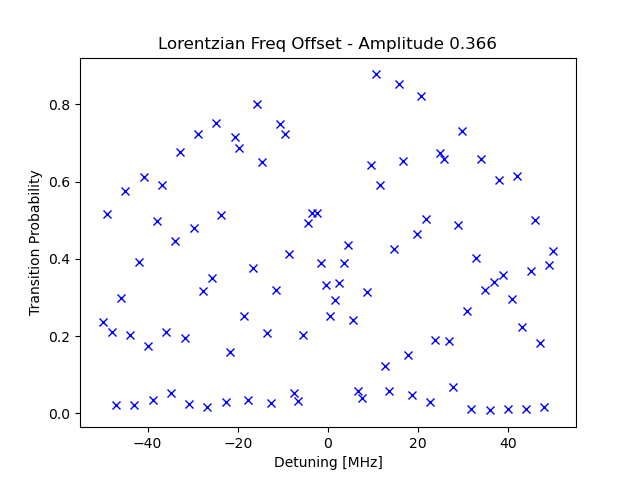 Lorentzian Freq Offset - Amplitude 0.366
Transition Probability
0.8
0.6
0.4
0.2
0.0
−40 −20 0 20 40
Detuning [MHz]